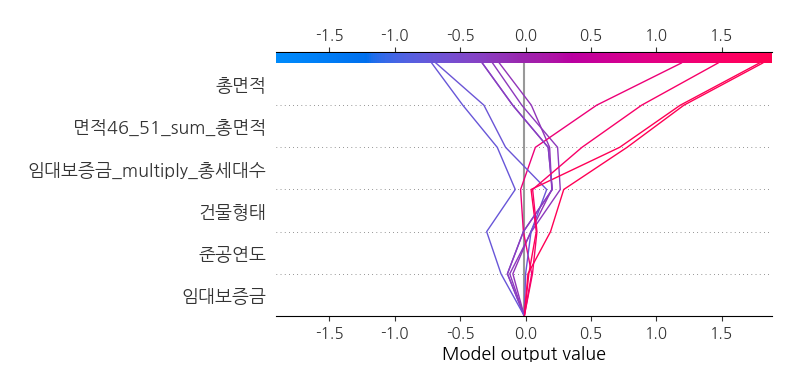 -1.5 -1.0 -0.5 0.0 0.5 1.0 1.5
총면적
면적46_51_sum_총면적
임대보증금_multiply_총세대수
건물형태
준공연도
임대보증금
-1.5 -1.0 -0.5 0.0 0.5 1.0 1.5
Model output value